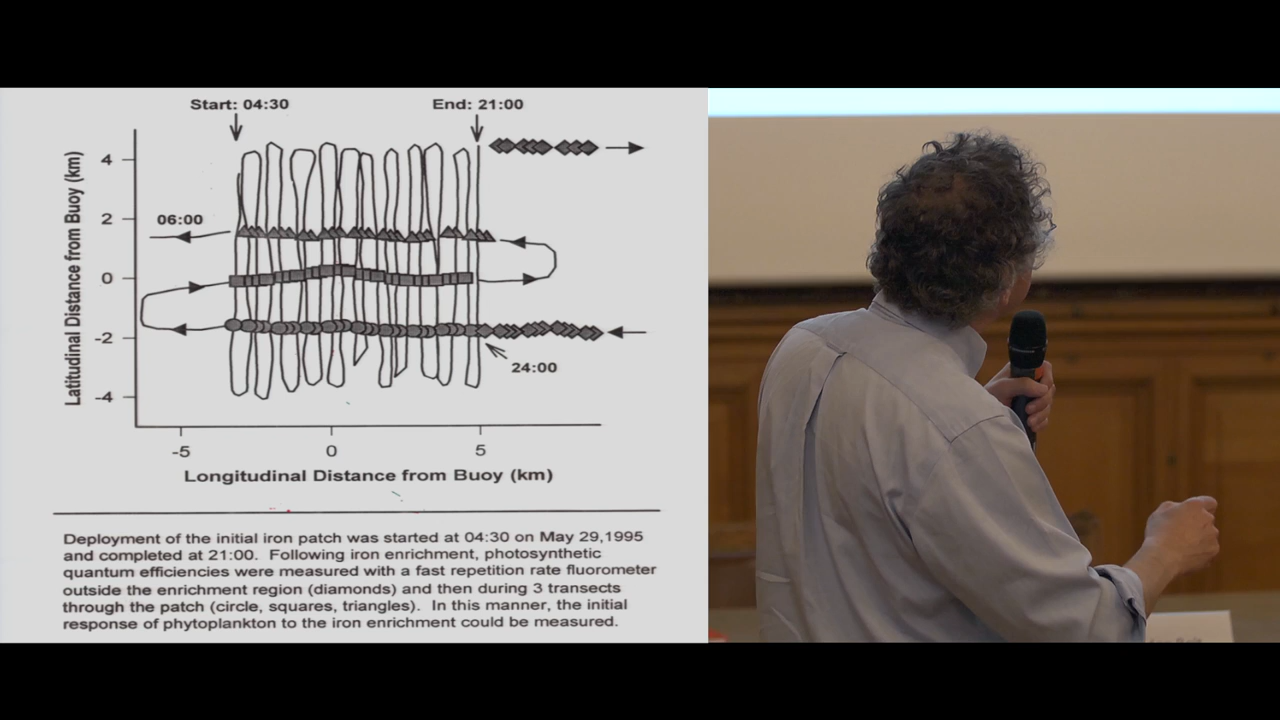 Start: 04:30
End: 21:00
4
06:00
2
0
-2
24:00
-4
Latitudinal Distance from Buoy (km)
-5
0
5
Longitudinal Distance from Buoy (km)
Deployment of the initial iron patch was started at 04:30 on May 29,1995
and completed at 21:00. Following iron enrichment, photosynthetic
quantum efficiencies were measured with a fast repetition rate fluorometer
outside the enrichment region (diamonds) and then during 3 transects
through the patch (circle, squares, triangles). In this manner, the initial
response of phytoplankton to the iron enrichment could be measured.